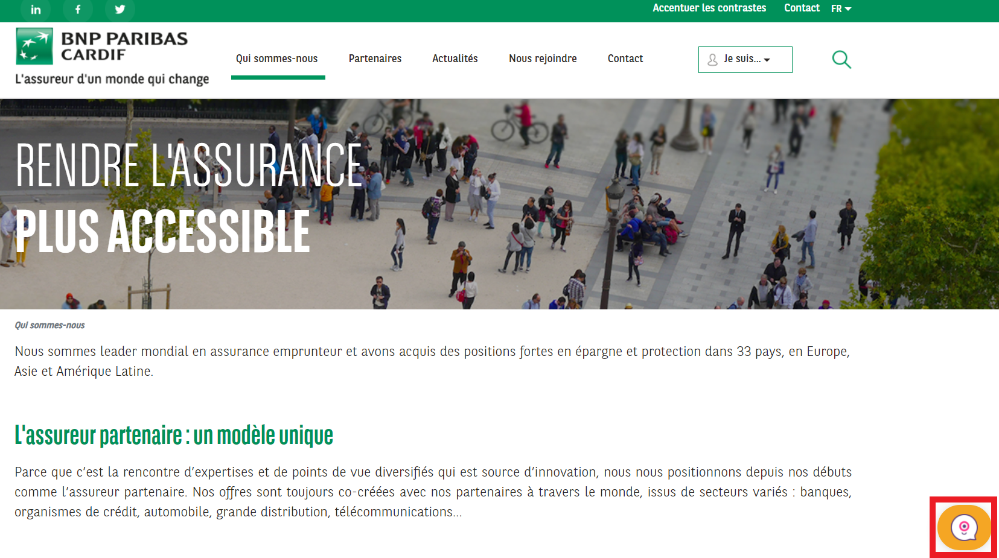 in f Accentuer les contrastes Contact FR
BNP PARIBAS
CARDIF
L'assureur d'un monde qui change
Qui sommes-nous Partenaires Actualités Nous rejoindre Contact Je suis...
RENDRE L'ASSURANCE
PLUS ACCESSIBLE
Qui sommes-nous
Nous sommes leader mondial en assurance emprunteur et avons acquis des positions fortes en épargne et protection dans 33 pays, en Europe,
Asie et Amérique Latine.
L'assureur partenaire : un modèle unique
Parce que c’est la rencontre d’expertises et de points de vue diversifiés qui est source d’innovation, nous nous positionnons depuis nos débuts
comme l’assureur partenaire. Nos offres sont toujours co-créées avec nos partenaires à travers le monde, issus de secteurs variés : banques,
organismes de crédit, automobile, grande distribution, télécommunications...